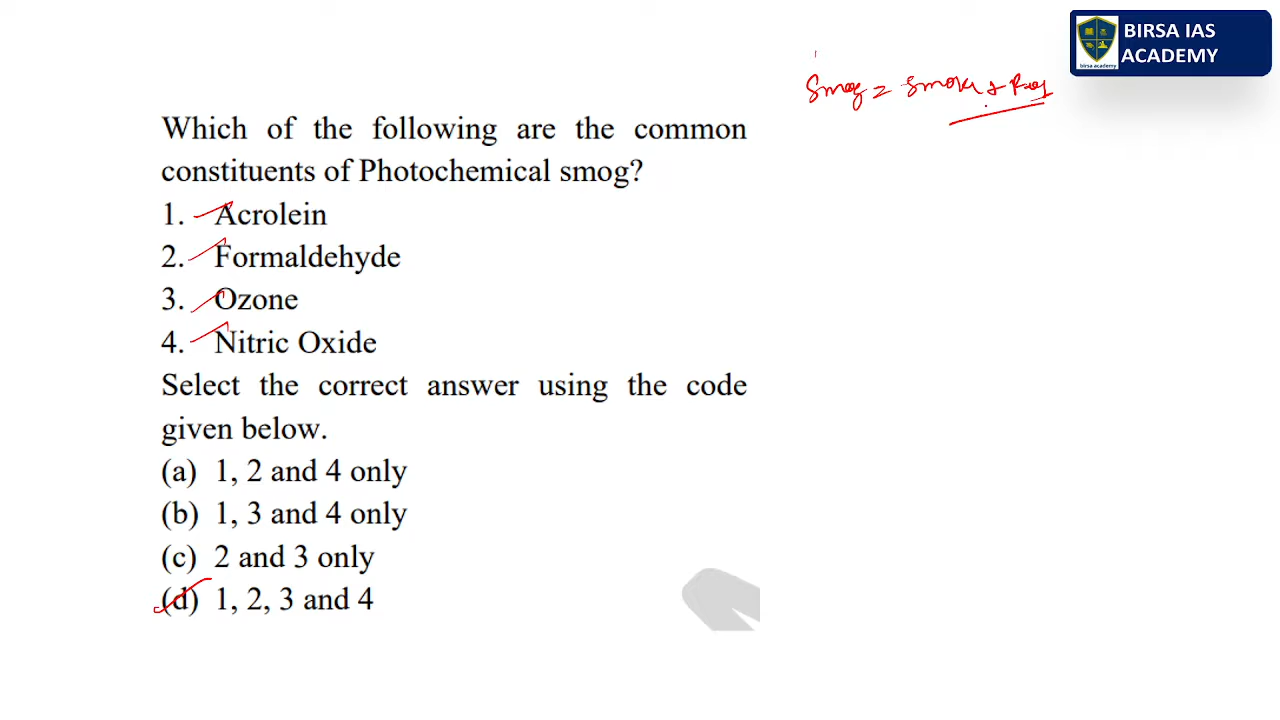 BIRSA IAS
ACADEMY
birsa academy
Smog = Smoke + Fog
Which of the following are the common
constituents of Photochemical smog?
1. Acrolein
2. Formaldehyde
3. Ozone
4. Nitric Oxide
Select the correct answer using the code
given below.
(a) 1, 2 and 4 only
(b) 1, 3 and 4 only
(c) 2 and 3 only
(d) 1, 2, 3 and 4